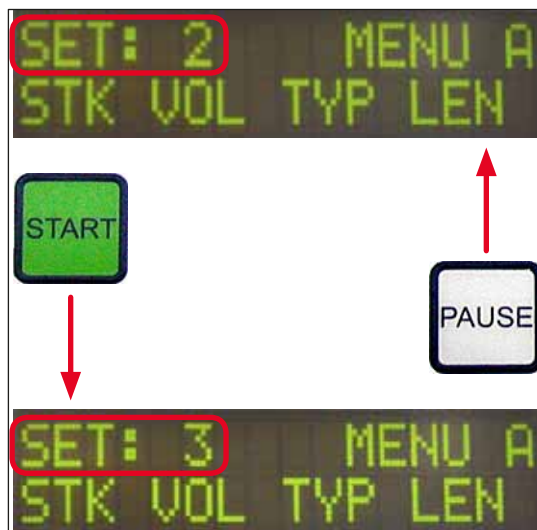 SET: 2 MENU A
STK VOL TYP LEN
START
PAUSE
SET: 3 MENU A
STK VOL TYP LEN